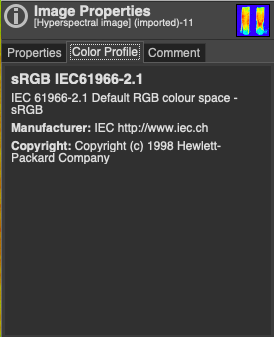 Image Properties
[Hyperspectral image] (imported)-11
Properties Color Profile Comment
sRGB IEC61966-2.1
IEC 61966-2.1 Default RGB colour space -
sRGB
Manufacturer: IEC http://www.iec.ch
Copyright: Copyright (c) 1998 Hewlett-
Packard Company